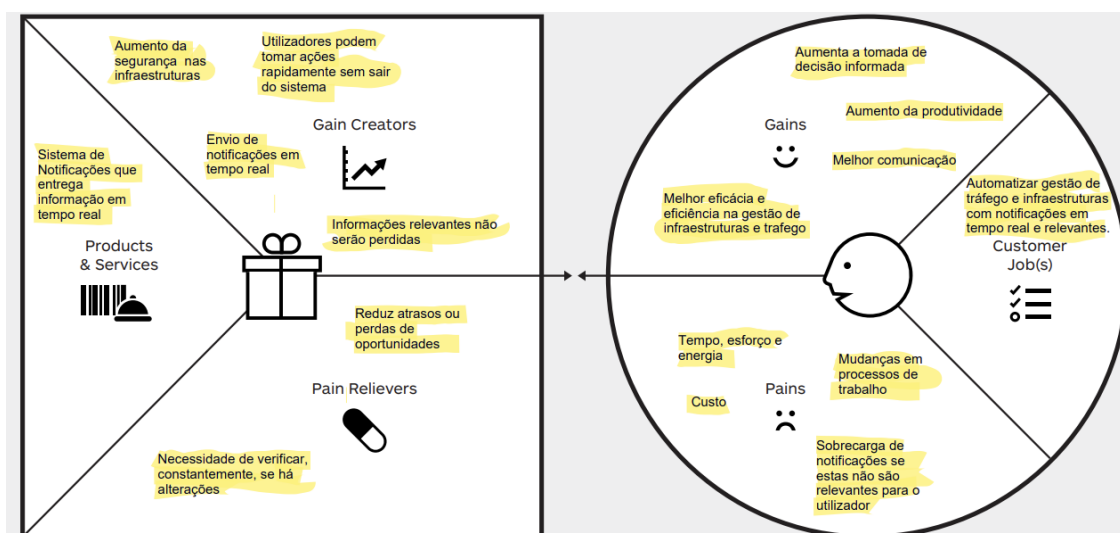 Aumento da
segurança nas
infraestruturas
Utilizadores podem
tomar ações
rapidamente sem sair
do sistema
Gain Creators
Envio de
notificações em
tempo real
Sistema de
Notificações que
entrega
informação em
tempo real
Informações relevantes não
serão perdidas
Products
& Services
Reduz atrasos ou
perdas de
oportunidades
Pain Relievers
Necessidade de verificar,
constantemente, se há
alterações
Aumenta a tomada de
decisão informada
Aumento da produtividade
Gains
Melhor comunicação
Melhor eficácia e
eficiência na gestão de
infraestruturas e trafego
Automatizar gestão de
tráfego e infraestruturas
com notificações em
tempo real e relevantes.
Customer
Job(s)
Tempo, esforço e
energia
Mudanças em
processos de
trabalho
Custo
Pains
Sobrecarga de
notificações se
estas não são
relevantes para o
utilizador